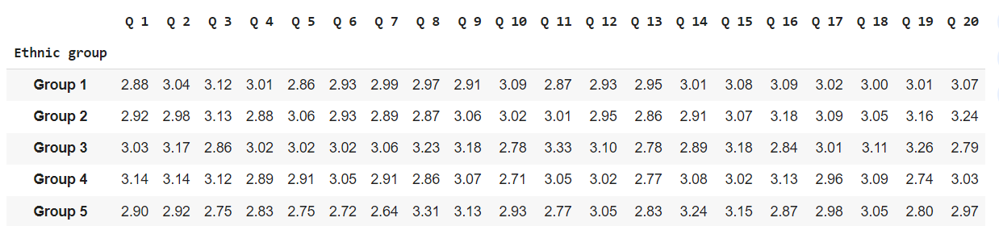 Q 1 Q 2 Q 3 Q 4 Q 5 Q 6 Q 7 Q 8 Q 9 Q 10 Q 11 Q 12 Q 13 Q 14 Q 15 Q 16 Q 17 Q 18 Q 19 Q 20
Ethnic group
Group 1 2.88 3.04 3.12 3.01 2.86 2.93 2.99 2.97 2.91 3.09 2.87 2.93 2.95 3.01 3.08 3.09 3.02 3.00 3.01 3.07
Group 2 2.92 2.98 3.13 2.88 3.06 2.93 2.89 2.87 3.06 3.02 3.01 2.95 2.86 2.91 3.07 3.18 3.09 3.05 3.16 3.24
Group 3 3.03 3.17 2.86 3.02 3.02 3.02 3.06 3.23 3.18 2.78 3.33 3.10 2.78 2.89 3.18 2.84 3.01 3.11 3.26 2.79
Group 4 3.14 3.14 3.12 2.89 2.91 3.05 2.91 2.86 3.07 2.71 3.05 3.02 2.77 3.08 3.02 3.13 2.96 3.09 2.74 3.03
Group 5 2.90 2.92 2.75 2.83 2.75 2.72 2.64 3.31 3.13 2.93 2.77 3.05 2.83 3.24 3.15 2.87 2.98 3.05 2.80 2.97